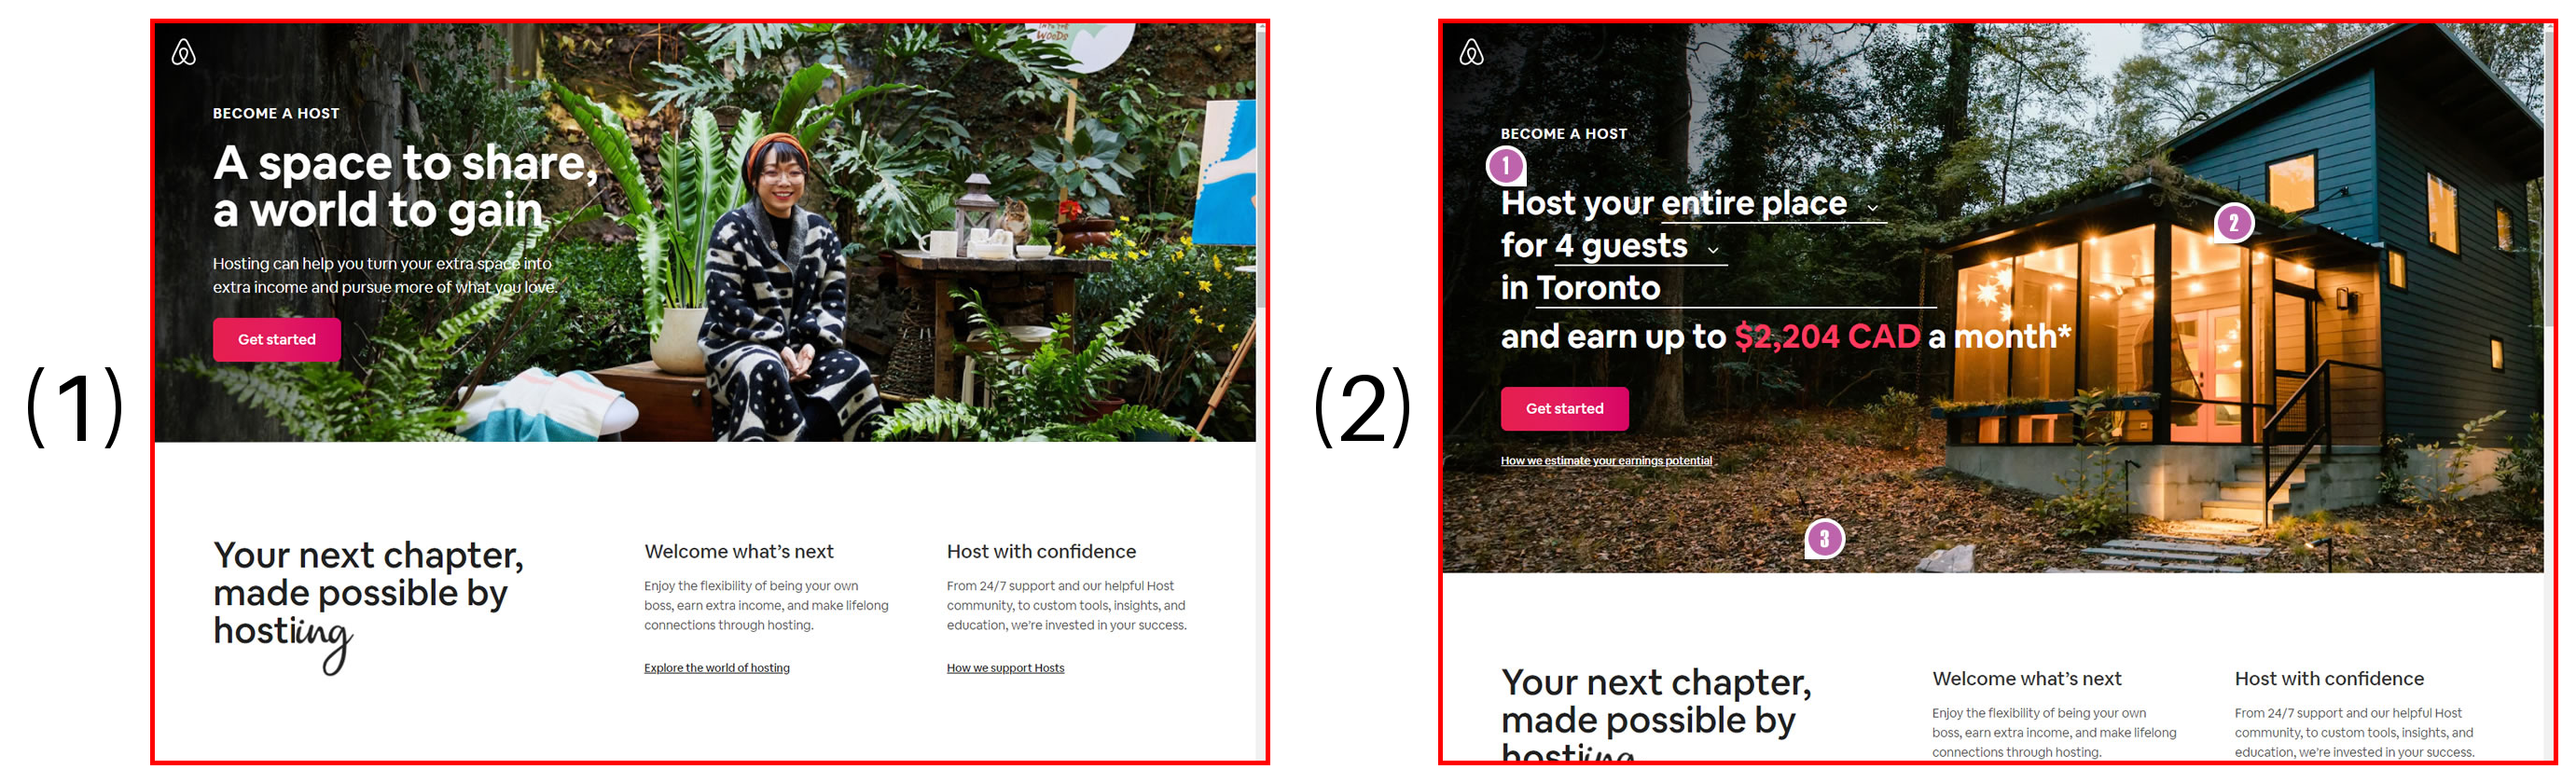 (1)
BECOME A HOST
A space to share,
a world to gain
Hosting can help you turn your extra space into
extra income and pursue more of what you love.
Get started
WOODS
Your next chapter,
made possible by
hosting
Welcome what's next
Enjoy the flexibility of being your own
boss, earn extra income, and make lifelong
connections through hosting.
Explore the world of hosting
Host with confidence
From 24/7 support and our helpful Host
community, to custom tools, insights, and
education, we're invested in your success.
How we support Hosts
(2)
BECOME A HOST
1
Host your entire place
for 4 guests
in Toronto
and earn up to $2,204 CAD a month*
Get started
How we estimate your earnings potential
2
3
Your next chapter,
made possible by
hosting
Welcome what's next
Enjoy the flexibility of being your own
boss, earn extra income, and make lifelong
connections through hosting.
Host with confidence
From 24/7 support and our helpful Host
community, to custom tools, insights, and
education, we're invested in your success.